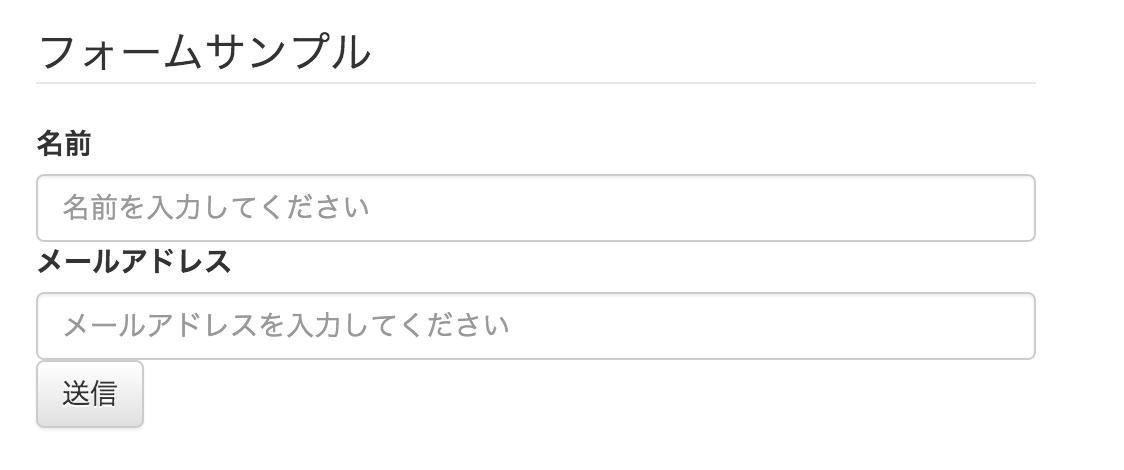 フォームサンプル
名前
名前を入力してください
メールアドレス
メールアドレスを入力してください
送信